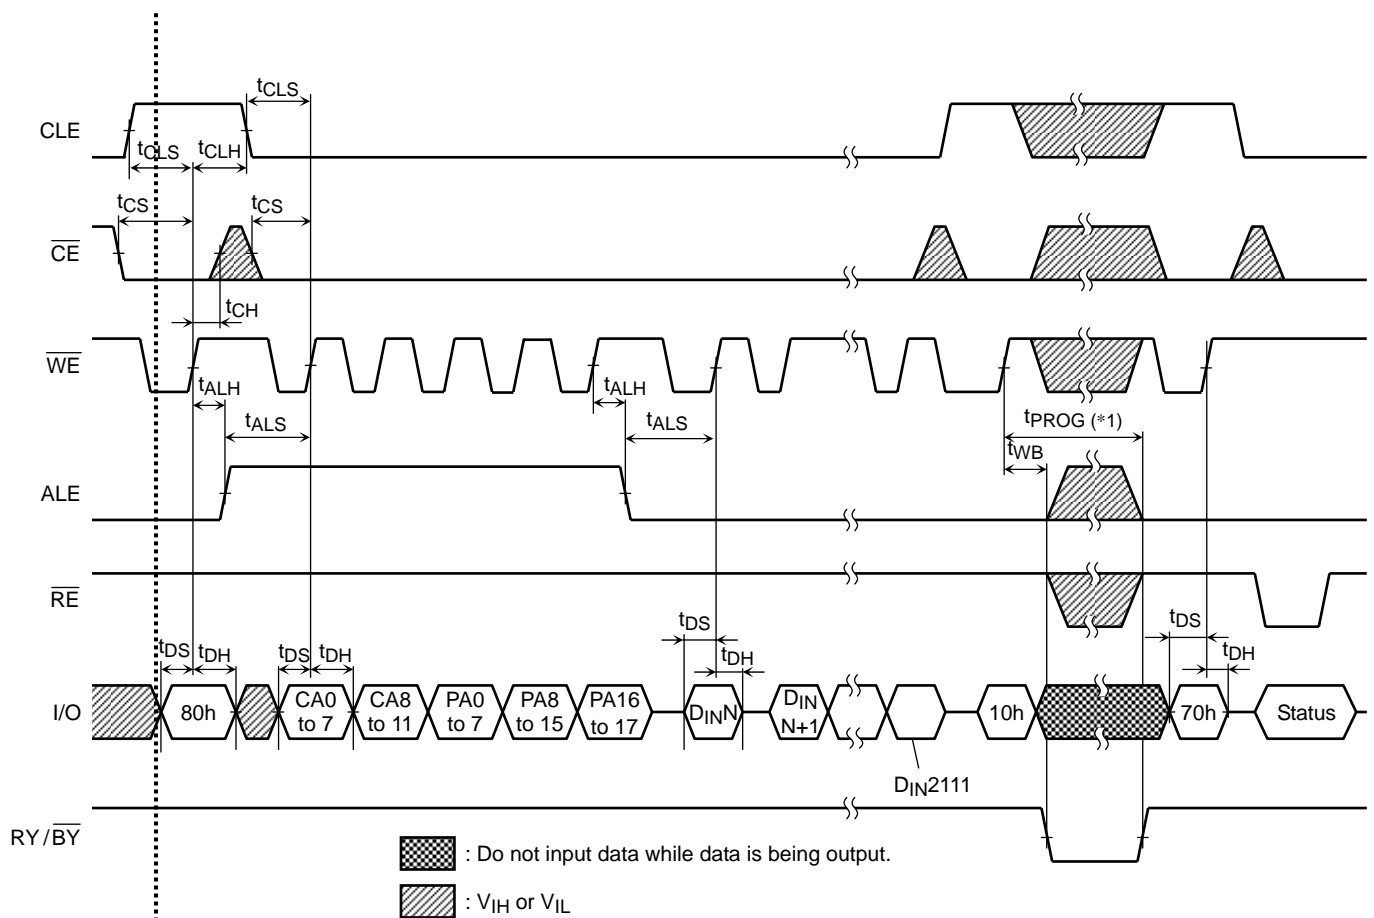 tCLS
CLE
tCLS
tCLH
tCS
tCS
CE
tCH
WE
tALH
tALH
tALS
tALS
tPROG (*1)
tWB
ALE
RE
tDS
tDH
tDS
tDH
tDS
tDH
tDS
tDH
I/O
80h
CA0
to 7
CA8
to 11
PA0
to 7
PA8
to 15
PA16
to 17
DINN
DIN
N+1
10h
70h
Status
DIN2111
RY/BY
: Do not input data while data is being output.
: VIH or VIL